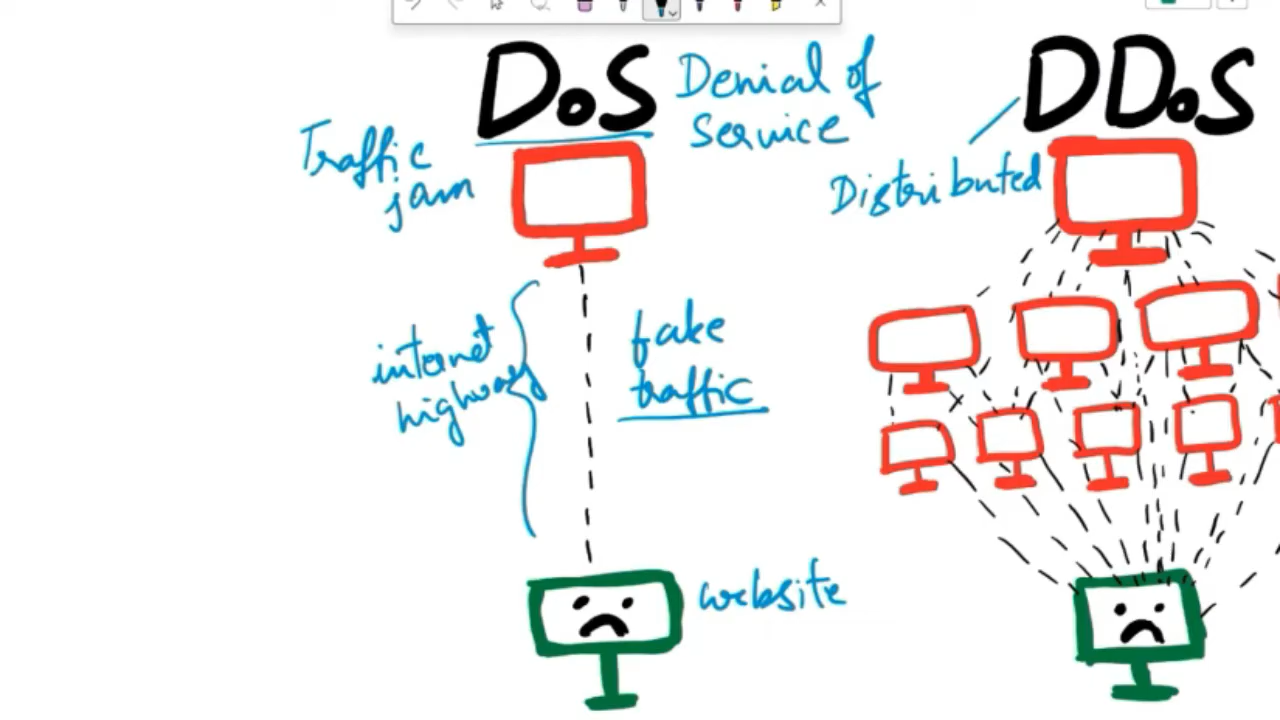 DoS
Denial of
Service
Traffic
jam
internet
highway
fake
traffic
website
DDoS
Distributed